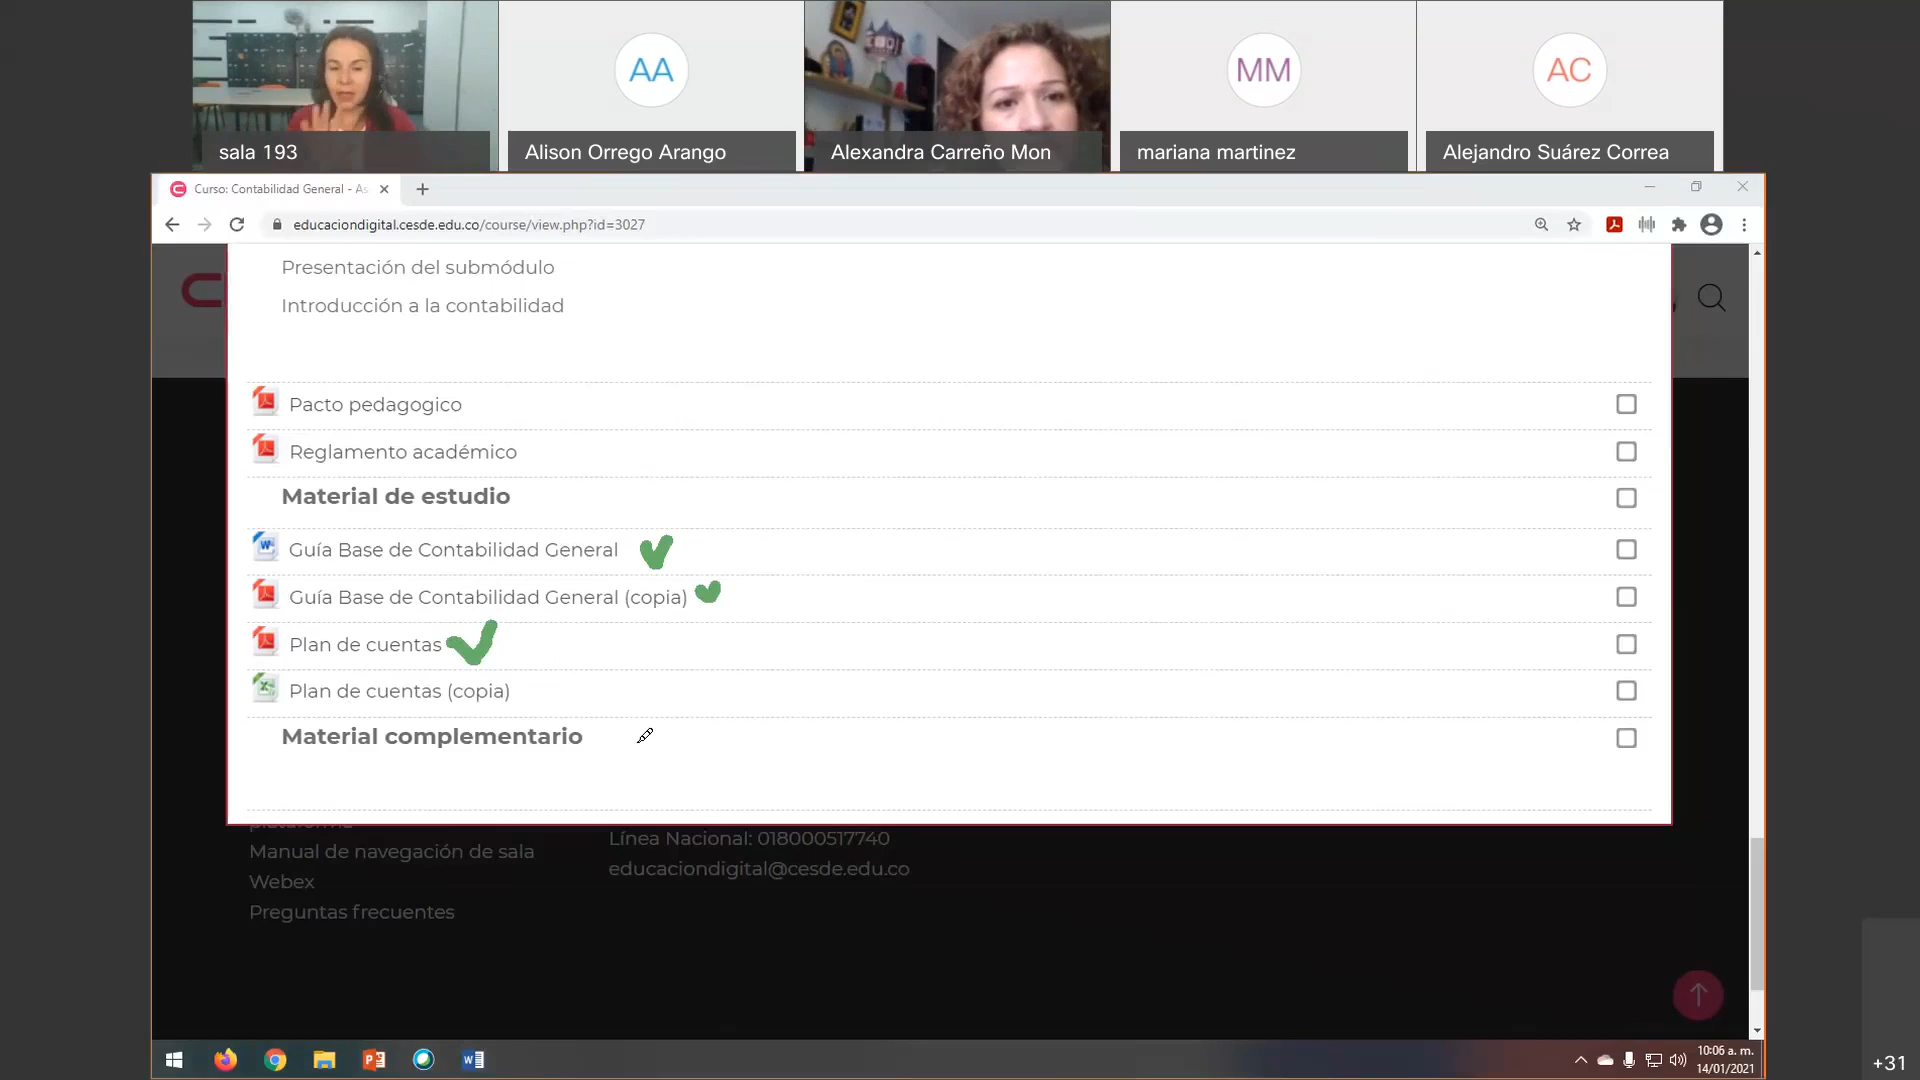 AA
MM
AC
sala 193
Alison Orrego Arango
Alexandra Carreño Mon
mariana martinez
Alejandro Suárez Correa
Curso: Contabilidad General - As
educaciondigital.cesde.edu.co/course/view.php?id=3027
Presentación del submódulo
Introducción a la contabilidad
Pacto pedagogico
Reglamento académico
Material de estudio
Guía Base de Contabilidad General
Guía Base de Contabilidad General (copia)
Plan de cuentas
Plan de cuentas (copia)
Material complementario
Línea Nacional: 018000517740
Manual de navegación de sala
educaciondigital@cesde.edu.co
Webex
Preguntas frecuentes
10:06 a. m.
14/01/2021
+31